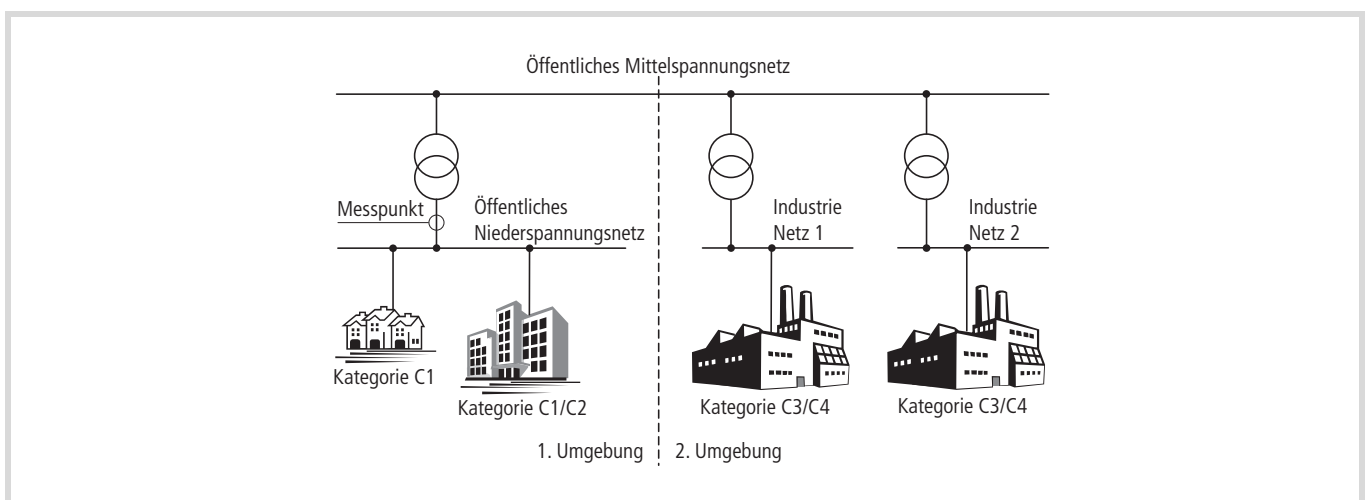 Öffentliches Mittelspannungsnetz
Messpunkt
Öffentliches
Niederspannungsnetz
Industrie
Netz 1
Industrie
Netz 2
Kategorie C1
Kategorie C1/C2
Kategorie C3/C4
Kategorie C3/C4
1. Umgebung
2. Umgebung